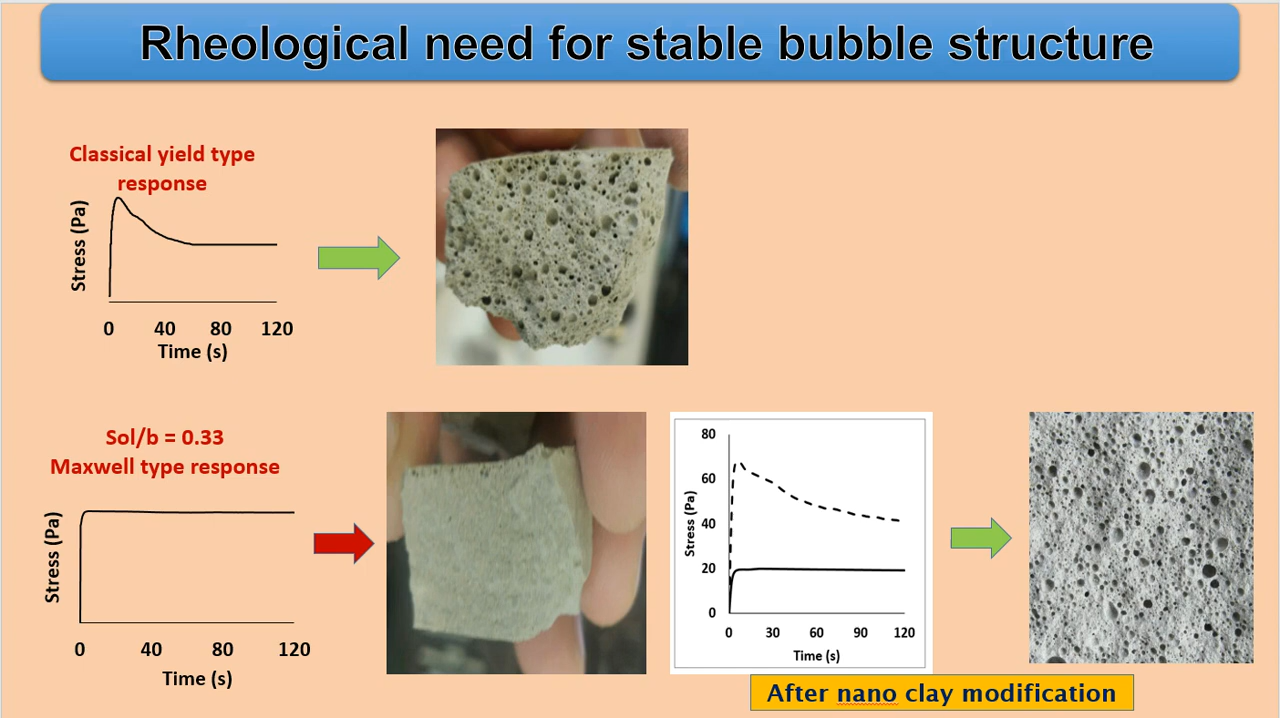 Rheological need for stable bubble structure
Classical yield type
response
Stress (Pa)
0 40 80 120
Time (s)
Sol/b = 0.33
Maxwell type response
Stress (Pa)
0 40 80 120
Time (s)
80
60
40
20
0
Stress (Pa)
0 30 60 90 120
Time (s)
After nano clay modification